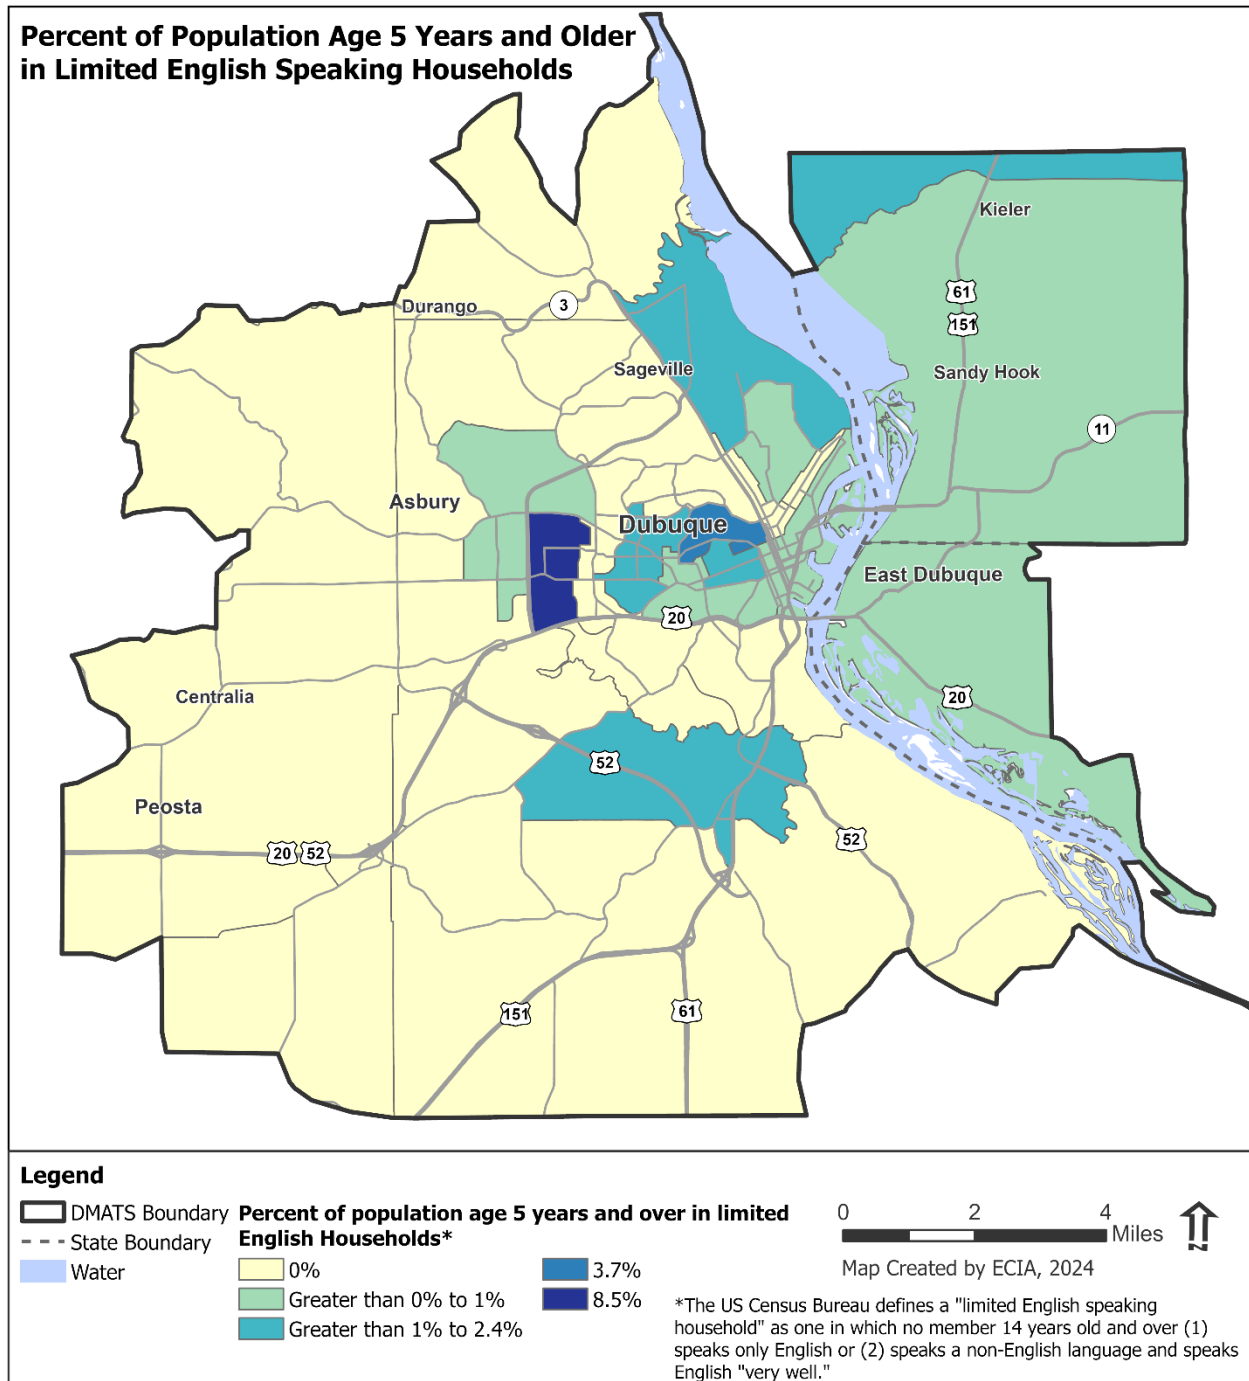 Percent of Population Age 5 Years and Older
in Limited English Speaking Households
Kieler
61
151
Durango
3
Sageville
Sandy Hook
11
Asbury
Dubuque
East Dubuque
20
Centralia
20
52
Peosta
20
52
52
151
61
Legend
DMATS Boundary
State Boundary
Water
Percent of population age 5 years and over in limited
English Households*
0%
Greater than 0% to 1%
Greater than 1% to 2.4%
3.7%
8.5%
0
2
4
Miles
N
Map Created by ECIA, 2024
*The US Census Bureau defines a "limited English speaking
household" as one in which no member 14 years old and over (1)
speaks only English or (2) speaks a non-English language and speaks
English "very well."